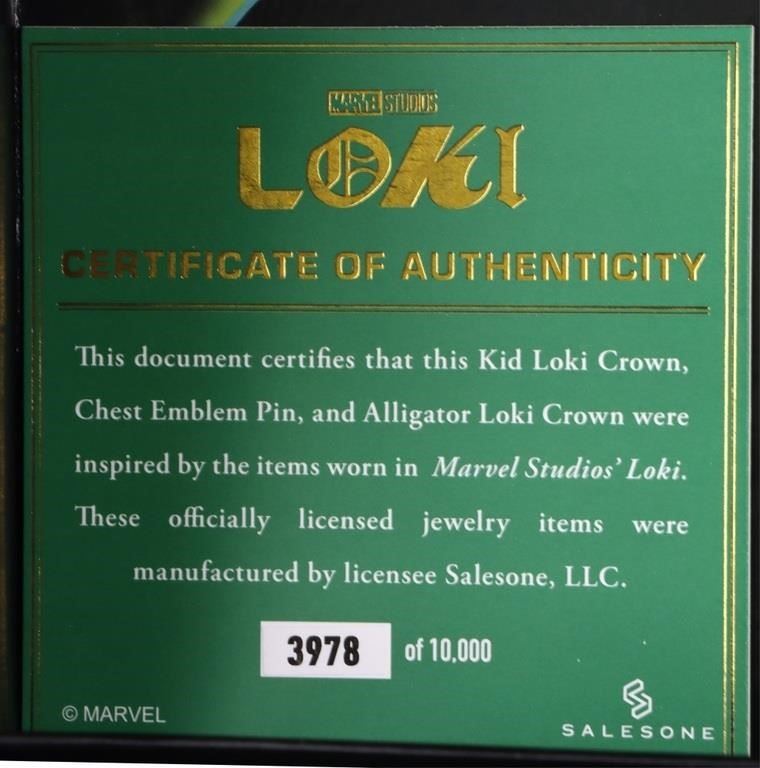 MARVEL STUDIOS
LOKI
CERTIFICATE OF AUTHENTICITY
This document certifies that this Kid Loki Crown,
Chest Emblem Pin, and Alligator Loki Crown were
inspired by the items worn in Marvel Studios' Loki.
These officially licensed jewelry items were
manufactured by licensee Salesone, LLC.
3978 of 10,000
© MARVEL
SALESONE